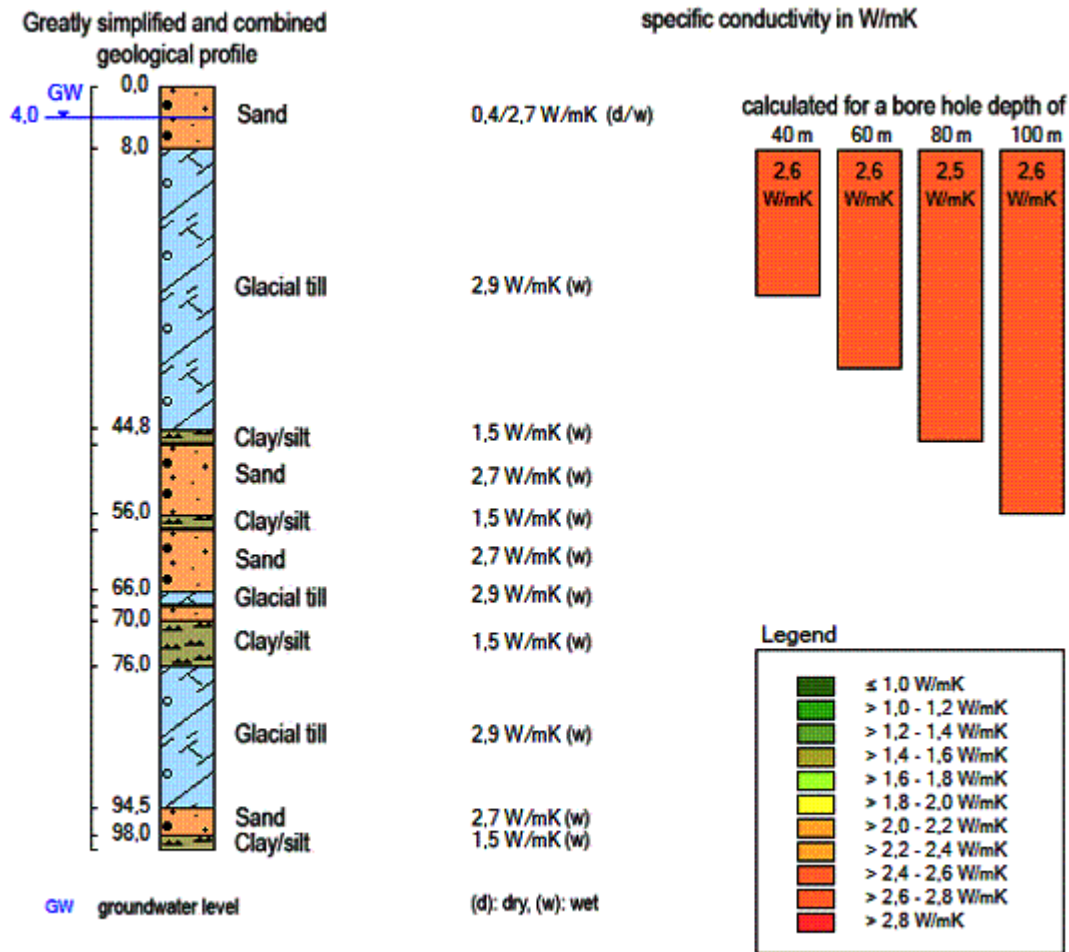 Greatly simplified and combined
geological profile
specific conductivity in W/mK
GW
4,0
0,0
Sand
0,4/2,7 W/mK (d/w)
8,0
calculated for a bore hole depth of
40 m 60 m 80 m 100 m
2,6 2,6 2,5 2,6
W/mK W/mK W/mK W/mK
Glacial till
2,9 W/mK (w)
44,8
Clay/silt
1,5 W/mK (w)
Sand
2,7 W/mK (w)
56,0
Clay/silt
1,5 W/mK (w)
Sand
2,7 W/mK (w)
66,0
Glacial till
2,9 W/mK (w)
70,0
Clay/silt
1,5 W/mK (w)
76,0
Glacial till
2,9 W/mK (w)
94,5
Sand
2,7 W/mK (w)
98,0
Clay/silt
1,5 W/mK (w)
GW groundwater level
(d): dry, (w): wet
Legend
≤ 1,0 W/mK
> 1,0 - 1,2 W/mK
> 1,2 - 1,4 W/mK
> 1,4 - 1,6 W/mK
> 1,6 - 1,8 W/mK
> 1,8 - 2,0 W/mK
> 2,0 - 2,2 W/mK
> 2,2 - 2,4 W/mK
> 2,4 - 2,6 W/mK
> 2,6 - 2,8 W/mK
> 2,8 W/mK